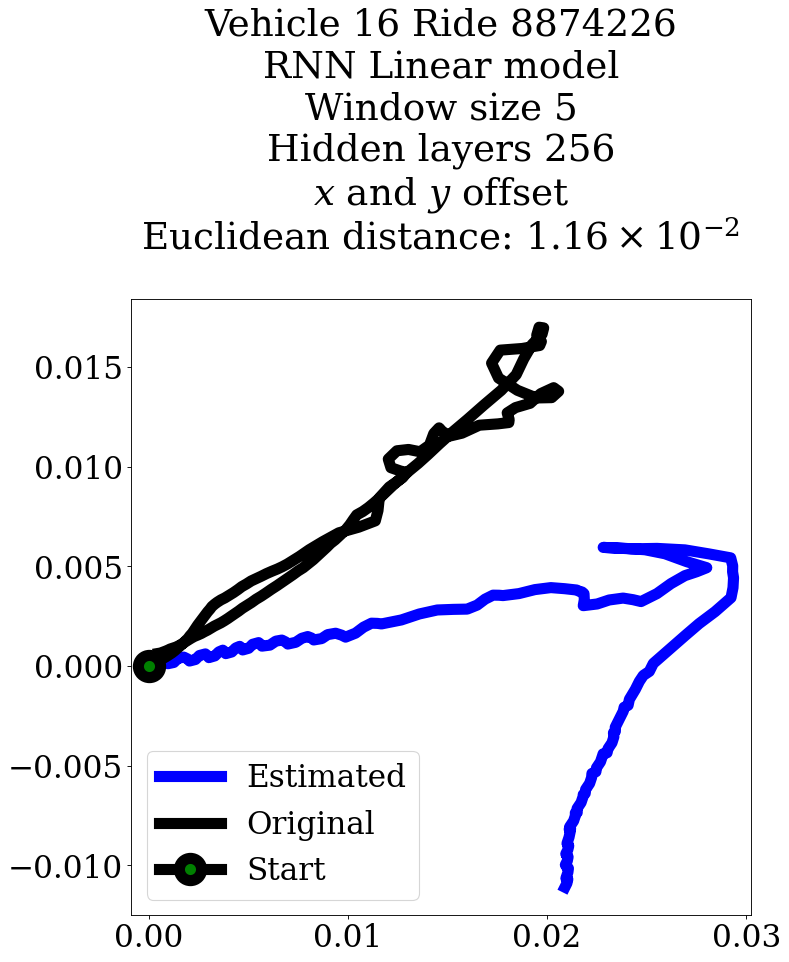 Vehicle 16 Ride 8874226
RNN Linear model
Window size 5
Hidden layers 256
x and y offset
Euclidean distance: 1.16 × 10⁻²
0.015
0.010
0.005
0.000
−0.005
−0.010
Estimated
Original
Start
0.00 0.01 0.02 0.03